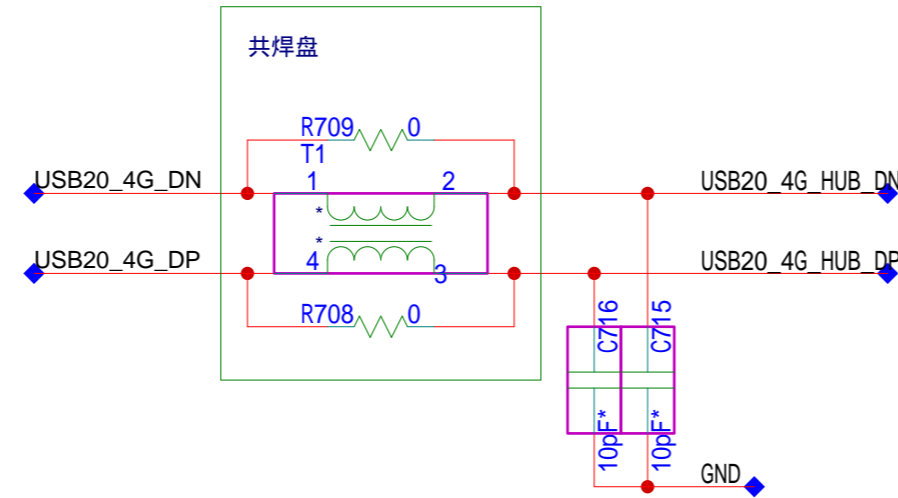 共焊盘
R709 0
T1
USB20_4G_DN
1 2
USB20_4G_HUB_DN
*
*
USB20_4G_DP
4 3
USB20_4G_HUB_DP
R708 0
C716
C715
10pF*
10pF*
GND